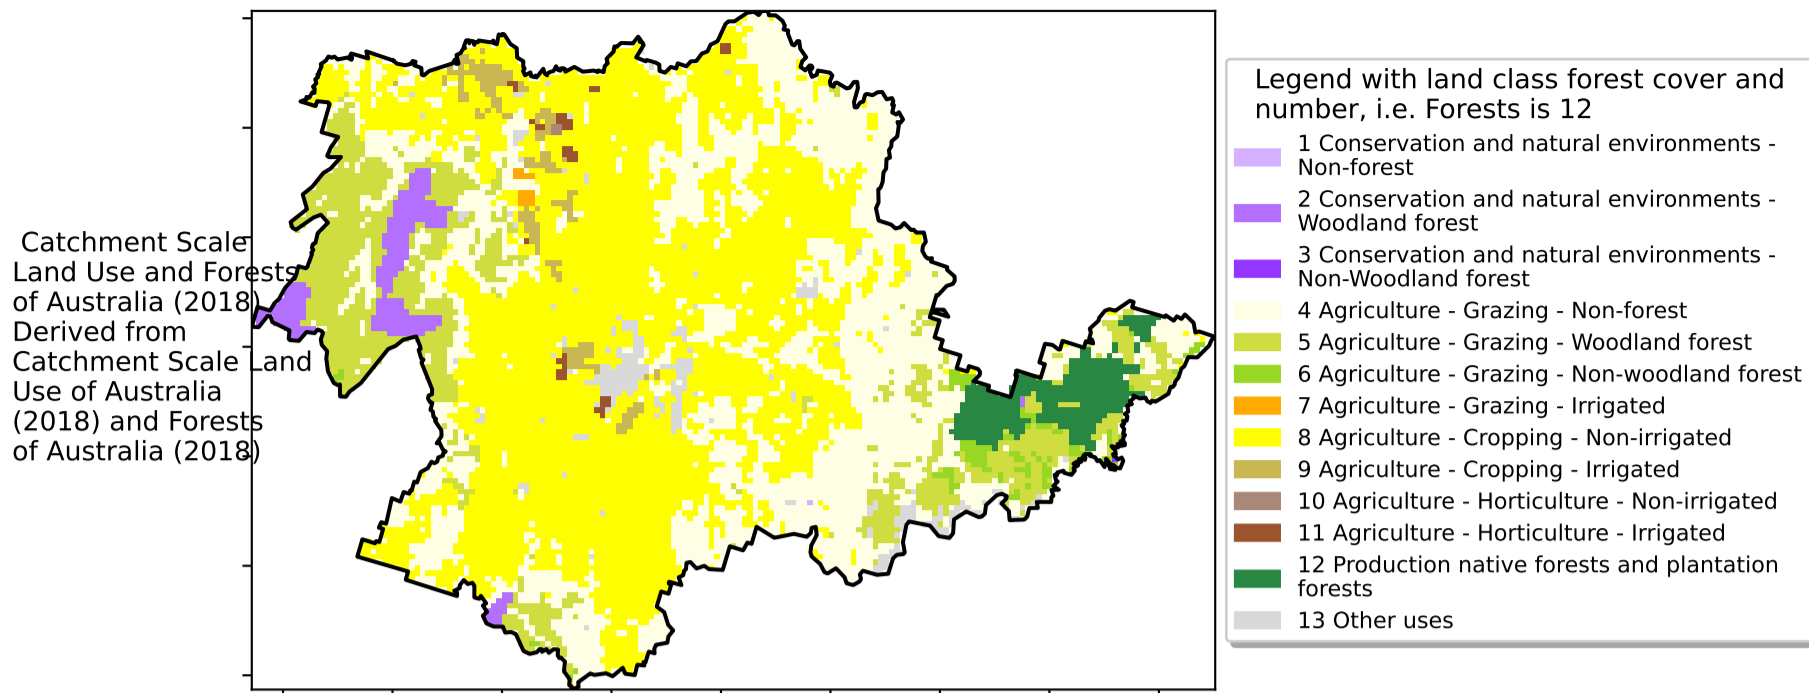 Catchment Scale
Land Use and Forests
of Australia (2018)
Derived from
Catchment Scale Land
Use of Australia
(2018) and Forests
of Australia (2018)
Legend with land class forest cover and
number, i.e. Forests is 12
1 Conservation and natural environments -
Non-forest
2 Conservation and natural environments -
Woodland forest
3 Conservation and natural environments -
Non-Woodland forest
4 Agriculture - Grazing - Non-forest
5 Agriculture - Grazing - Woodland forest
6 Agriculture - Grazing - Non-woodland forest
7 Agriculture - Grazing - Irrigated
8 Agriculture - Cropping - Non-irrigated
9 Agriculture - Cropping - Irrigated
10 Agriculture - Horticulture - Non-irrigated
11 Agriculture - Horticulture - Irrigated
12 Production native forests and plantation
forests
13 Other uses